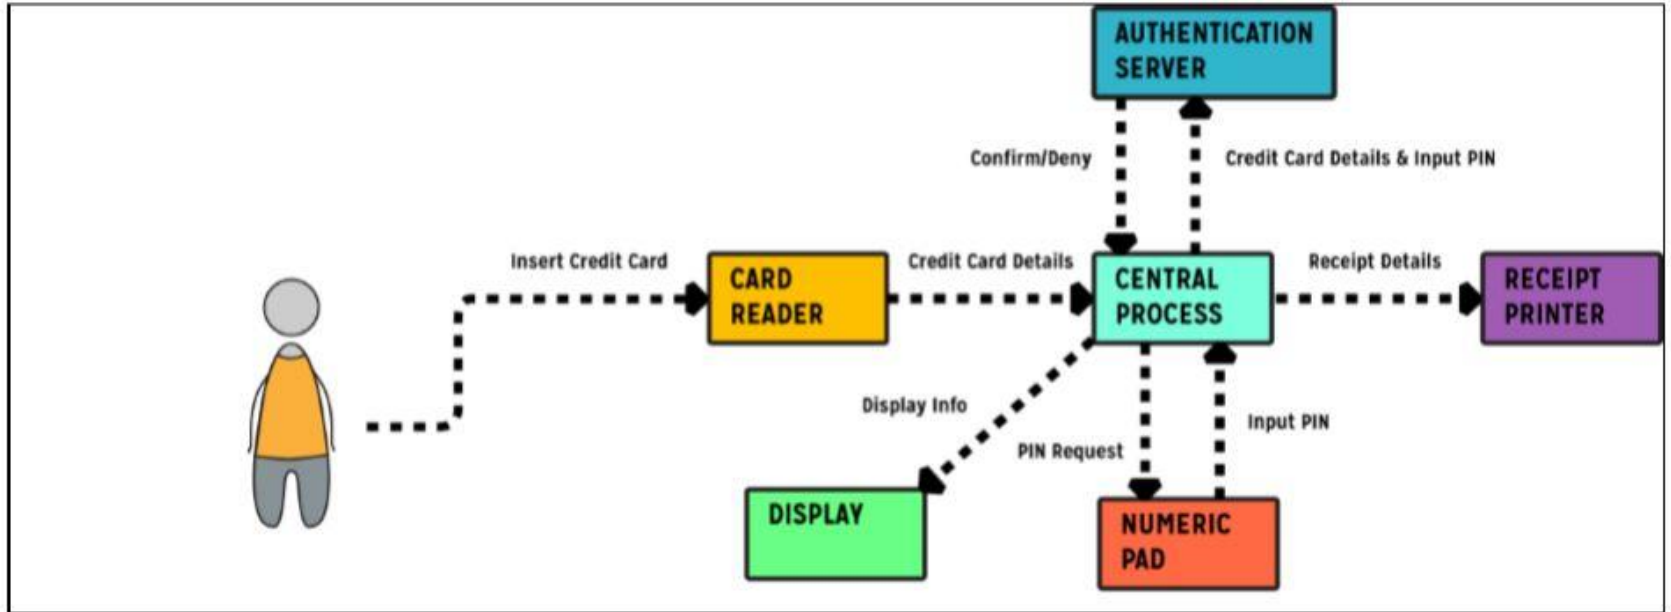 AUTHENTICATION
SERVER
Confirm/Deny
Credit Card Details & Input PIN
Insert Credit Card
CARD
READER
Credit Card Details
CENTRAL
PROCESS
Receipt Details
RECEIPT
PRINTER
Display Info
PIN Request
Input PIN
DISPLAY
NUMERIC
PAD